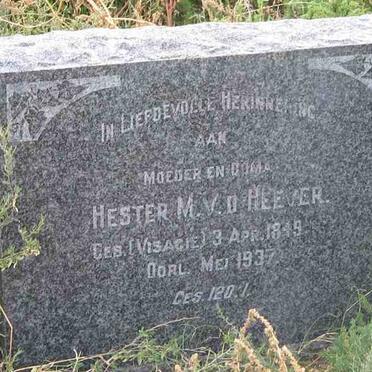 IN LIEFDEVOLLE HERINNERING
AAN
MOEDER EN OUMA
HESTER M. V. D. HEEVER.
GEB. (VISAGIE) 3 APR. 1849
OORL. MEI 1937
GES. 120.1.